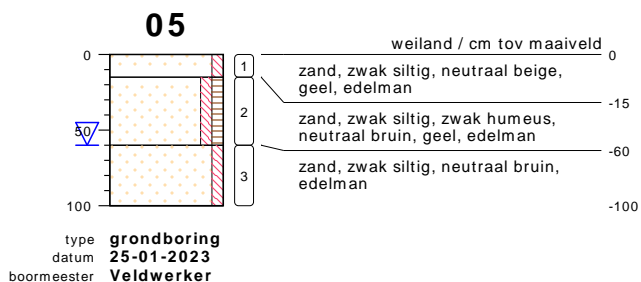 05
weiland / cm tov maaiveld
0
0
1
zand, zwak siltig, neutraal beige,
geel, edelman
-15
2
50
zand, zwak siltig, zwak humeus,
neutraal bruin, geel, edelman
-60
3
zand, zwak siltig, neutraal bruin,
edelman
100
-100
type grondboring
datum 25-01-2023
boormeester Veldwerker